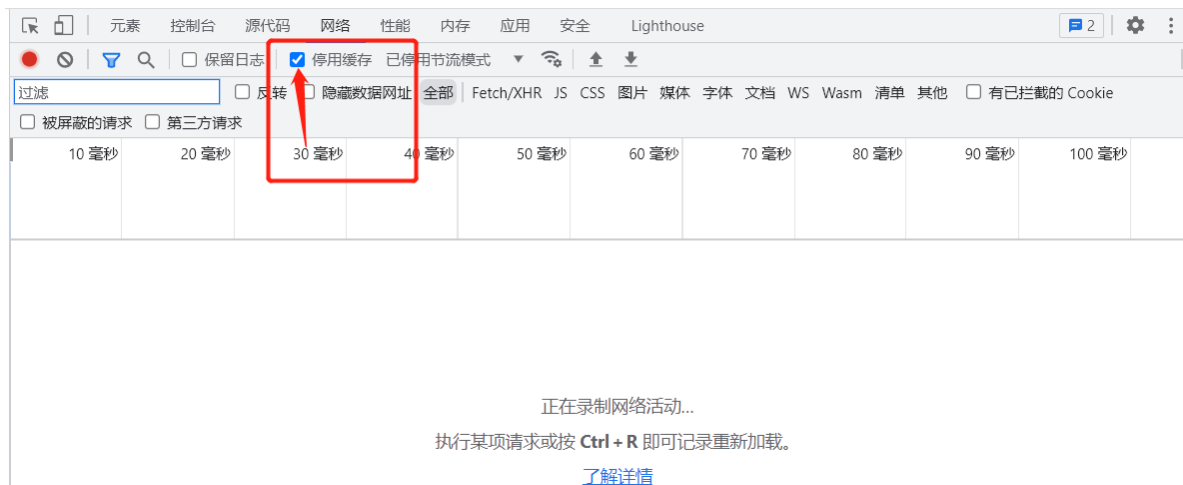 元素 控制台 源代码 网络 性能 内存 应用 安全 Lighthouse 2
保留日志 停用缓存 已停用节流模式
过滤 反转 隐藏数据网址 全部 Fetch/XHR JS CSS 图片 媒体 字体 文档 WS Wasm 清单 其他 有已拦截的 Cookie
被屏蔽的请求 第三方请求
10 毫秒 20 毫秒 30 毫秒 40 毫秒 50 毫秒 60 毫秒 70 毫秒 80 毫秒 90 毫秒 100 毫秒
正在录制网络活动...
执行某项请求或按 Ctrl + R 即可记录重新加载。
了解详情